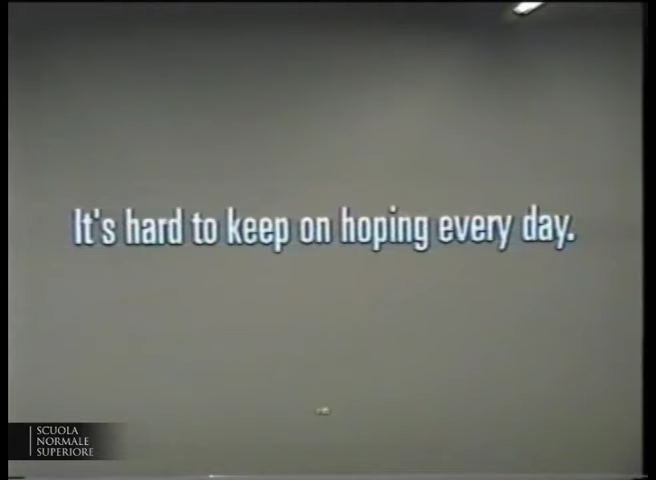 It's hard to keep on hoping every day.
SCUOLA
NORMALE
SUPERIORE